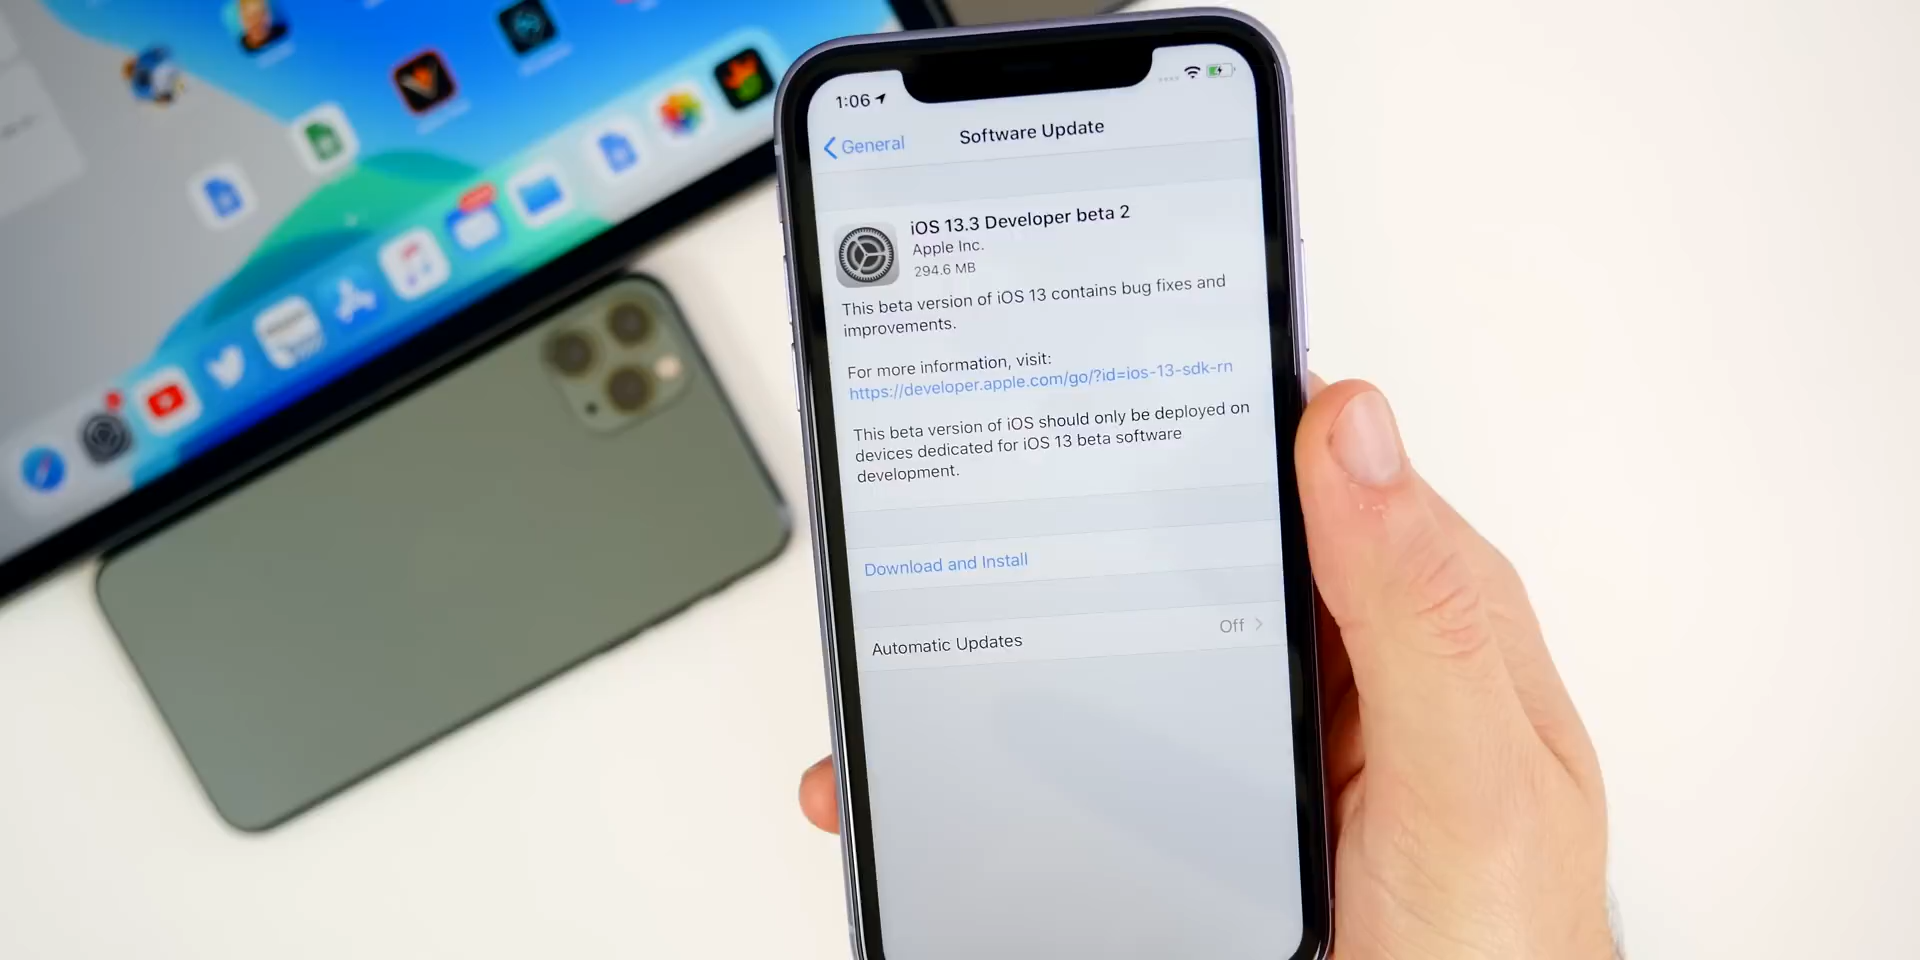 1:06
General
Software Update
iOS 13.3 Developer beta 2
Apple Inc.
294.6 MB
This beta version of iOS 13 contains bug fixes and
improvements.
For more information, visit:
https://developer.apple.com/go/?id=ios-13-sdk-rn
This beta version of iOS should only be deployed on
devices dedicated for iOS 13 beta software
development.
Download and Install
Automatic Updates
Off